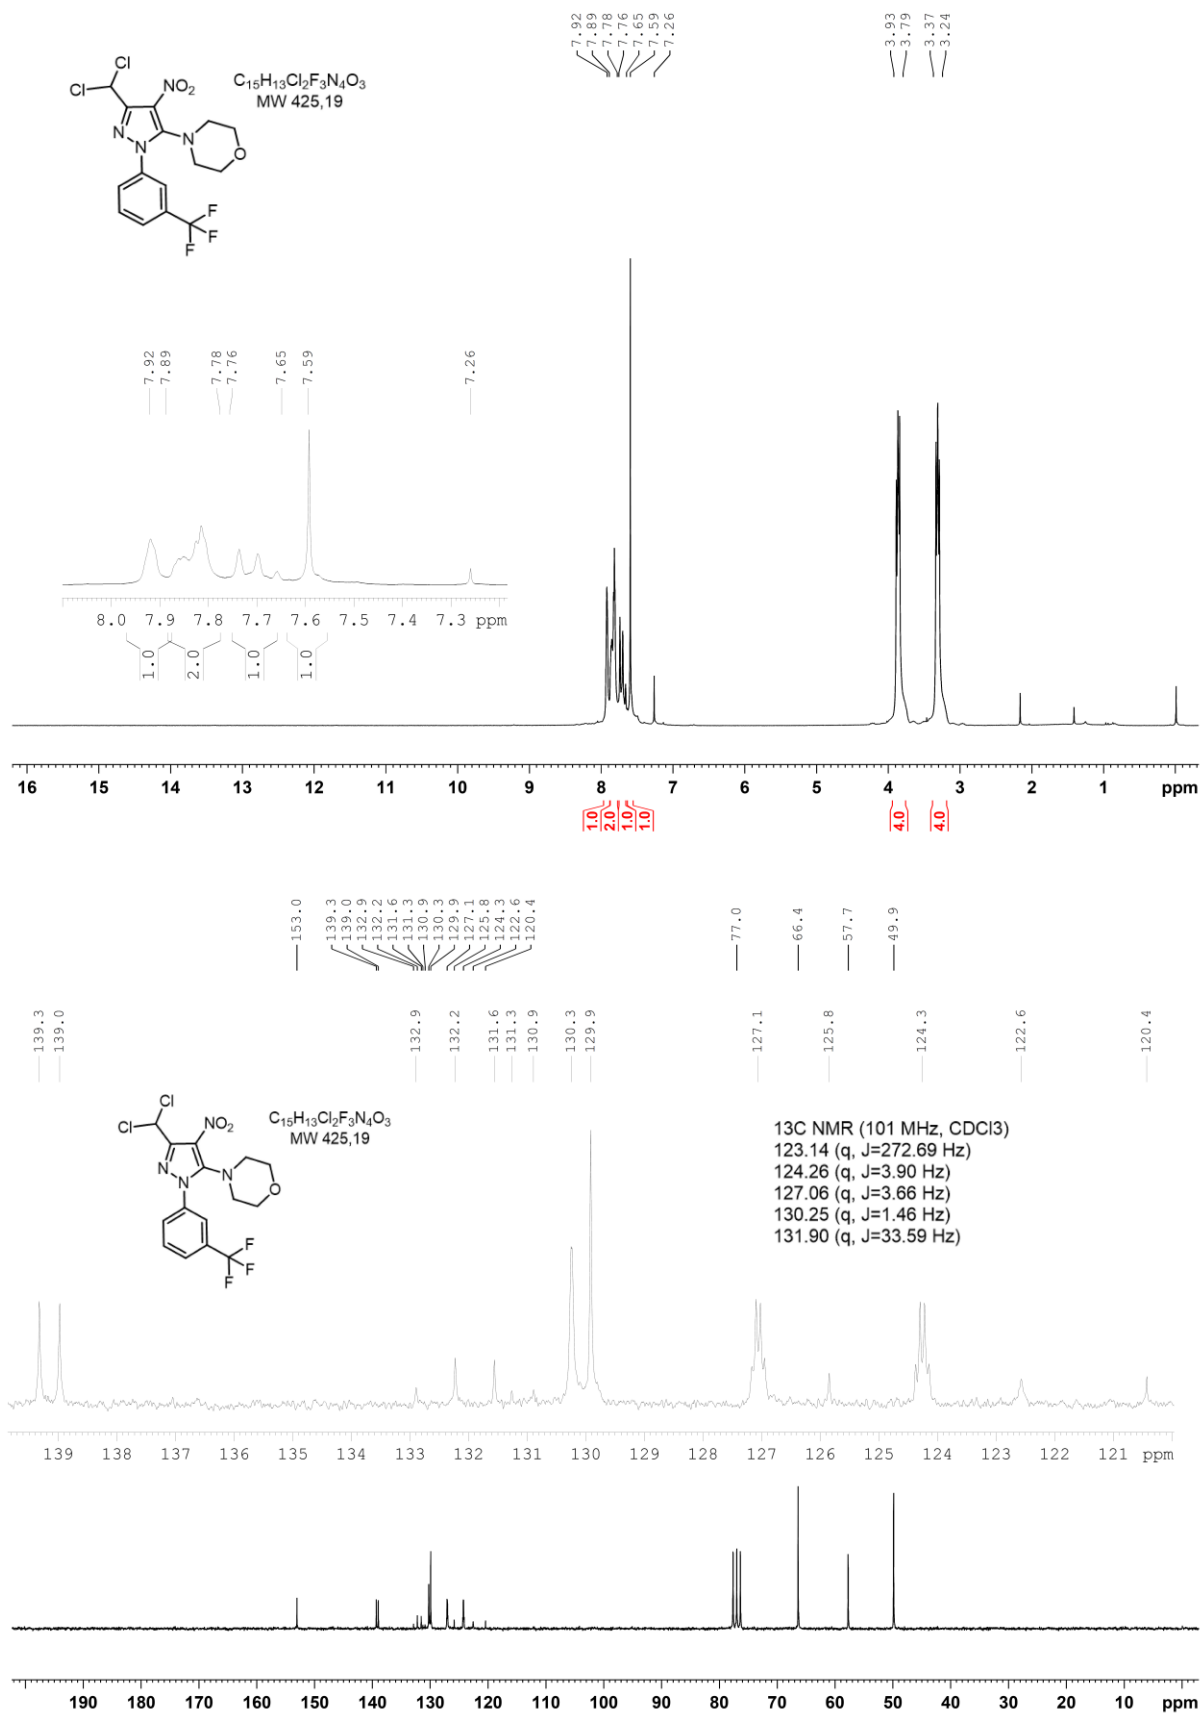 7.92
7.89
7.78
7.76
7.65
7.59
7.26
3.93
3.79
3.37
3.24
Cl
Cl
NO2
N
N
N
O
F
F
F
C15H13Cl2F3N4O3
MW 425,19
7.92
7.89
7.78
7.76
7.65
7.59
7.26
8.0 7.9 7.8 7.7 7.6 7.5 7.4 7.3 ppm
1.0 2.0 1.0 1.0
16 15 14 13 12 11 10 9 8 7 6 5 4 3 2 1 ppm
1.0 2.0 1.0 1.0 4.0 4.0
153.0
139.3
139.0
132.9
132.2
131.6
131.3
130.9
130.3
129.9
127.1
125.8
124.3
122.6
120.4
77.0
66.4
57.7
49.9
139.3
139.0
132.9
132.2
131.6
131.3
130.9
130.3
129.9
127.1
125.8
124.3
122.6
120.4
Cl
Cl
NO2
N
N
N
O
F
F
F
C15H13Cl2F3N4O3
MW 425,19
13C NMR (101 MHz, CDCl3)
123.14 (q, J=272.69 Hz)
124.26 (q, J=3.90 Hz)
127.06 (q, J=3.66 Hz)
130.25 (q, J=1.46 Hz)
131.90 (q, J=33.59 Hz)
139 138 137 136 135 134 133 132 131 130 129 128 127 126 125 124 123 122 121 ppm
190 180 170 160 150 140 130 120 110 100 90 80 70 60 50 40 30 20 10 ppm